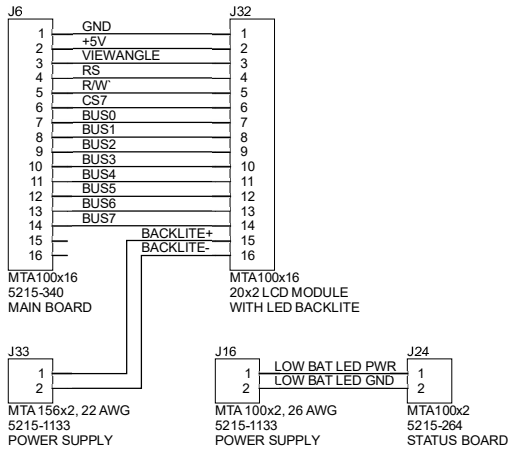 J6
J32
1 GND 1
2 +5V 2
3 VIEWANGLE 3
4 RS 4
5 R/W` 5
6 CS7 6
7 BUS0 7
8 BUS1 8
9 BUS2 9
10 BUS3 10
11 BUS4 11
12 BUS5 12
13 BUS6 13
14 BUS7 14
15 BACKLITE+ 15
16 BACKLITE- 16
MTA100x16
5215-340
MAIN BOARD
MTA100x16
20x2 LCD MODULE
WITH LED BACKLITE
J33
1
2
MTA 156x2, 22 AWG
5215-1133
POWER SUPPLY
J16
J24
1 LOW BAT LED PWR 1
2 LOW BAT LED GND 2
MTA 100x2, 26 AWG
5215-1133
POWER SUPPLY
MTA100x2
5215-264
STATUS BOARD